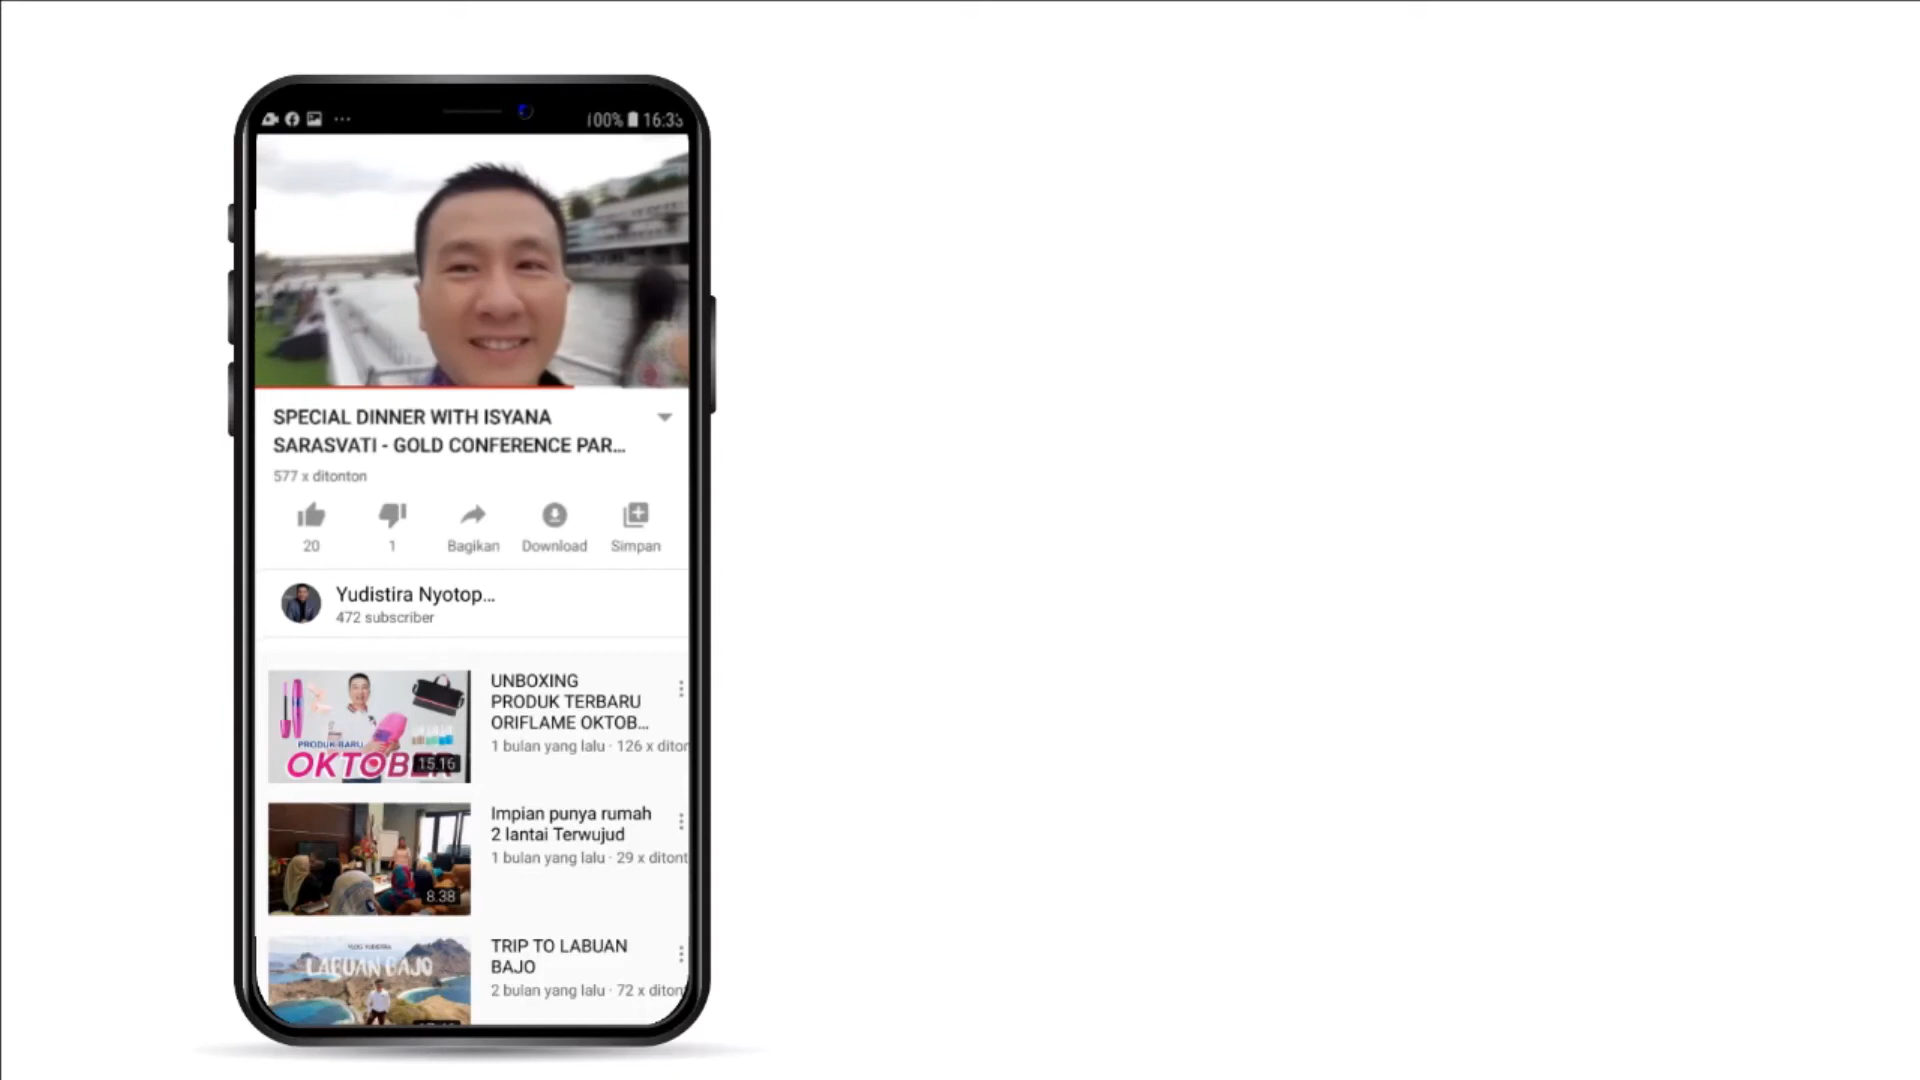 100% 16:33
SPECIAL DINNER WITH ISYANA
SARASVATI - GOLD CONFERENCE PAR...
577 x ditonton
20
1
Bagikan
Download
Simpan
Yudistira Nyotop...
472 subscriber
UNBOXING
PRODUK TERBARU
ORIFLAME OKTOB...
1 bulan yang lalu · 126 x diton
PRODUK BARU
OKTOBER
15.16
Impian punya rumah
2 lantai Terwujud
1 bulan yang lalu · 29 x ditont
8.38
TRIP TO LABUAN
BAJO
2 bulan yang lalu · 72 x diton
VLOG YUDISTIRA
LABUAN BAJO